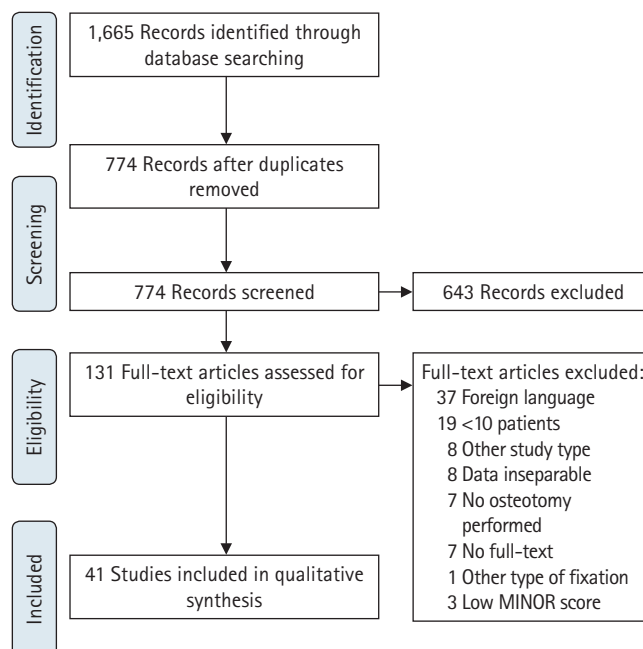 Identification
1,665 Records identified through
database searching
774 Records after duplicates
removed
Screening
774 Records screened
643 Records excluded
Eligibility
131 Full-text articles assessed for
eligibility
Full-text articles excluded:
37 Foreign language
19 <10 patients
8 Other study type
8 Data inseparable
7 No osteotomy
performed
7 No full-text
1 Other type of fixation
3 Low MINOR score
Included
41 Studies included in qualitative
synthesis